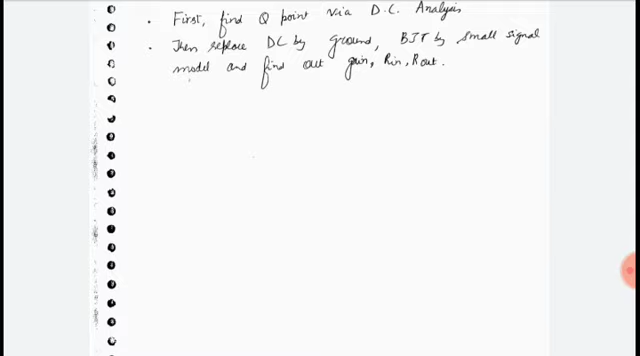 . First, find Q point via D.C. Analysis
. Then replace DC by ground, BJT by small signal
model and find out gain, Rin, Rout.